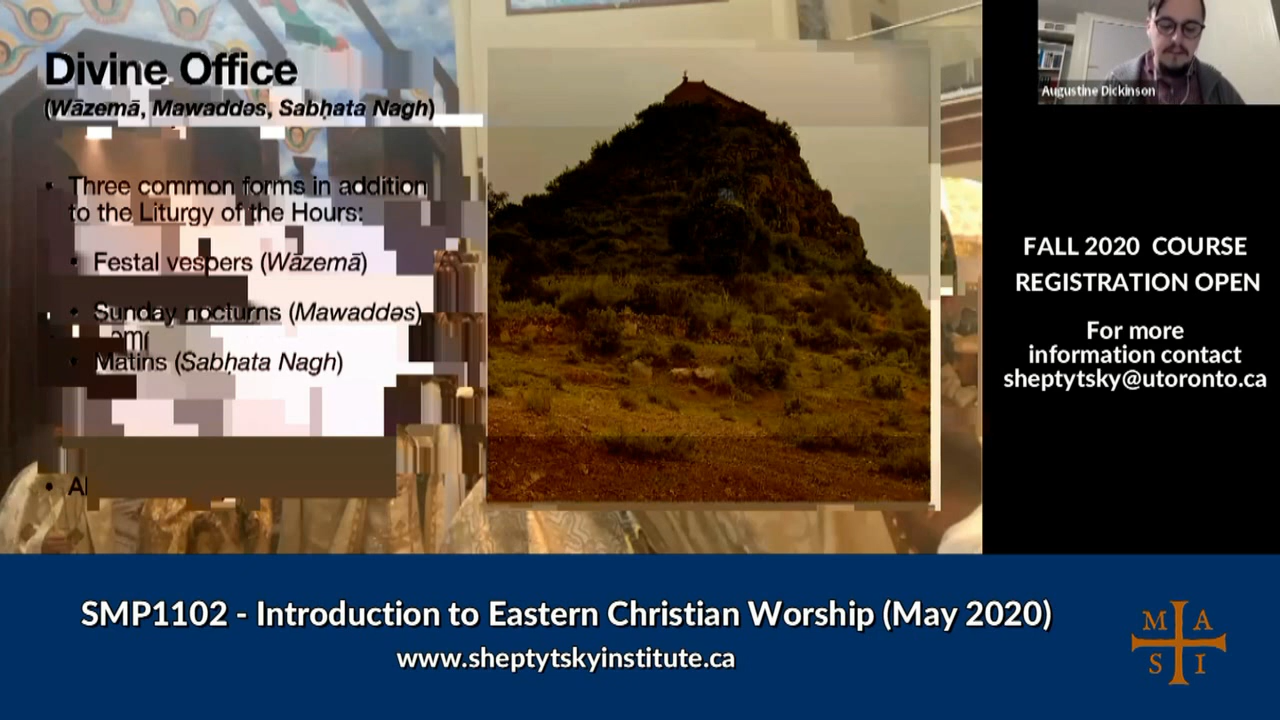 Divine Office
(Wāzemā, Mawaddəs, Sabḥata Nagh)
• Three common forms in addition
to the Liturgy of the Hours:
• Festal vespers (Wāzemā)
• Sunday nocturns (Mawaddəs)
• Matins (Sabḥata Nagh)
Augustine Dickinson
FALL 2020 COURSE
REGISTRATION OPEN
For more
information contact
sheptytsky@utoronto.ca
SMP1102 - Introduction to Eastern Christian Worship (May 2020)
www.sheptytskyinstitute.ca
M A
S I